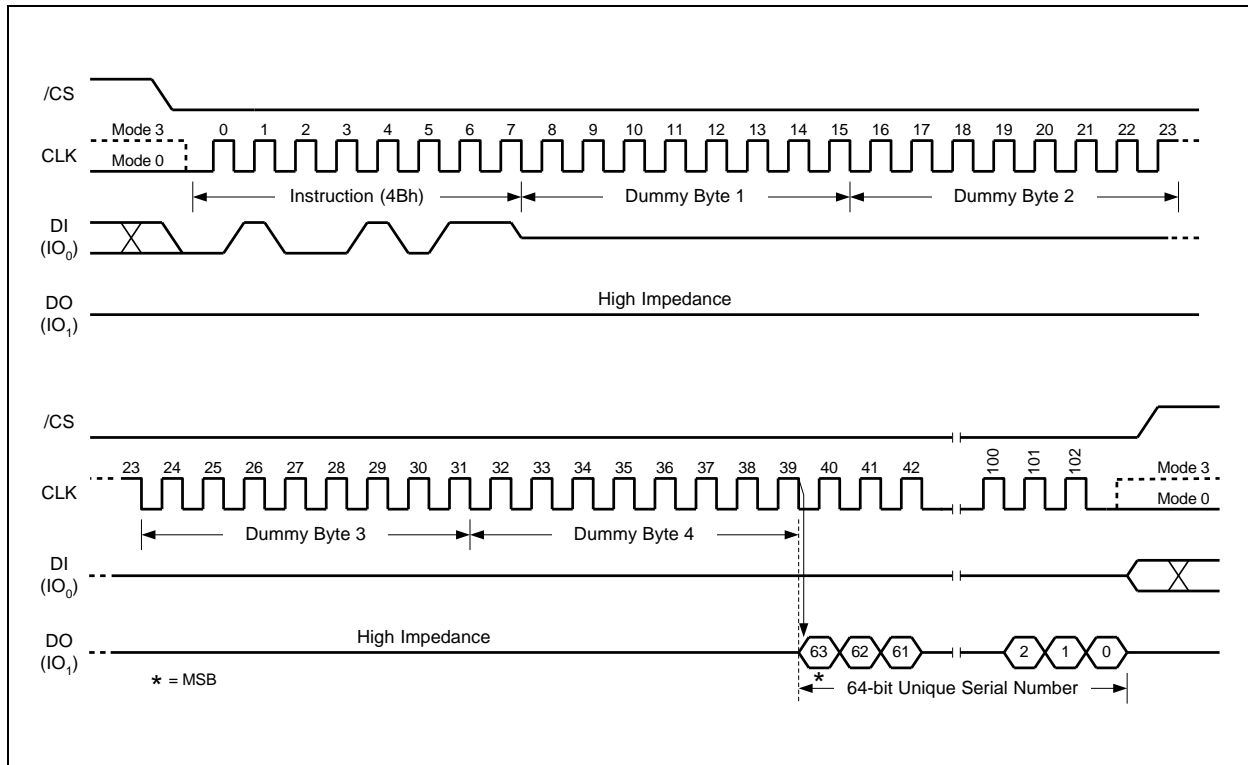 /CS
Mode 3
0 1 2 3 4 5 6 7 8 9 10 11 12 13 14 15 16 17 18 19 20 21 22 23
CLK
Mode 0
Instruction (4Bh) Dummy Byte 1 Dummy Byte 2
DI
(IO0)
High Impedance
DO
(IO1)
/CS
23 24 25 26 27 28 29 30 31 32 33 34 35 36 37 38 39 40 41 42 100 101 102
Mode 3
CLK
Mode 0
Dummy Byte 3 Dummy Byte 4
DI
(IO0)
High Impedance
DO
(IO1)
63 62 61 2 1 0
* = MSB
*
64-bit Unique Serial Number